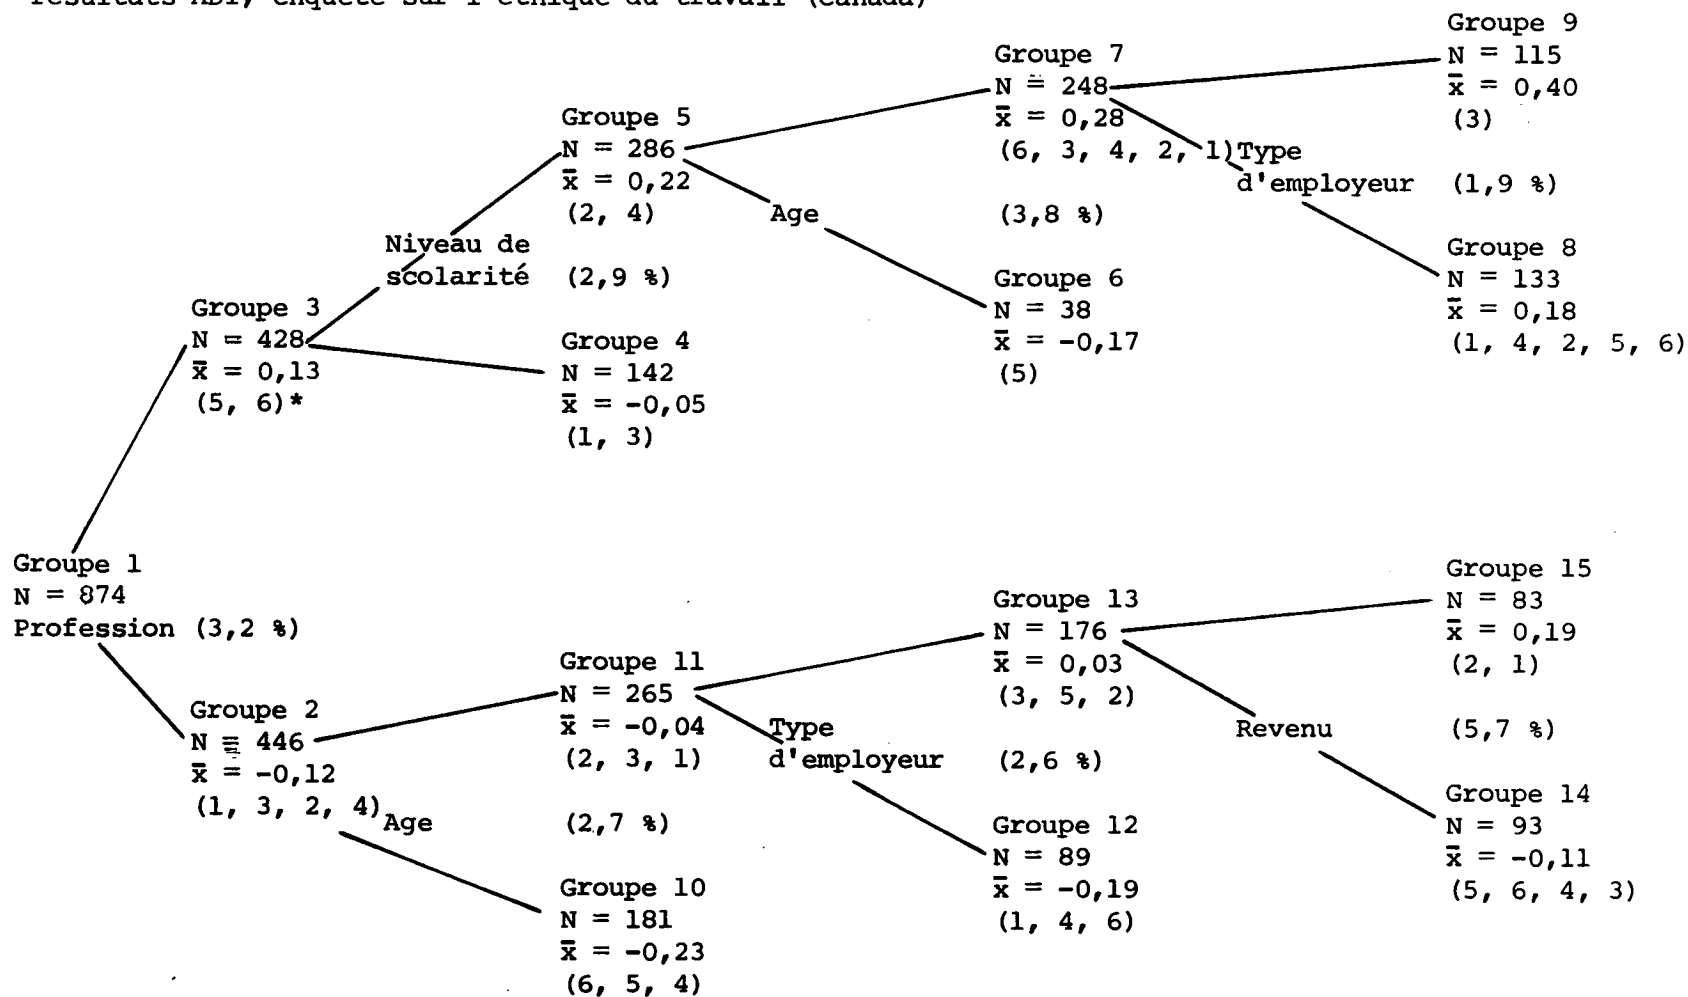 résultats ABI, enquête sur l'éthique du travail (Canada)
Groupe 9
N = 115
x̄ = 0,40
(3)
Groupe 7
N = 248
x̄ = 0,28
(6, 3, 4, 2, 1)
Type
d'employeur (1,9 %)
Groupe 8
N = 133
x̄ = 0,18
(1, 4, 2, 5, 6)
Groupe 5
N = 286
x̄ = 0,22
(2, 4)
Age (3,8 %)
Groupe 6
N = 38
x̄ = -0,17
(5)
Niveau de
scolarité (2,9 %)
Groupe 3
N = 428
x̄ = 0,13
(5, 6)*
Groupe 4
N = 142
x̄ = -0,05
(1, 3)
Groupe 1
N = 874
Profession (3,2 %)
Groupe 2
N = 446
x̄ = -0,12
(1, 3, 2, 4)
Age (2,7 %)
Groupe 11
N = 265
x̄ = -0,04
(2, 3, 1)
Type
d'employeur (2,6 %)
Groupe 10
N = 181
x̄ = -0,23
(6, 5, 4)
Groupe 13
N = 176
x̄ = 0,03
(3, 5, 2)
Revenu (5,7 %)
Groupe 12
N = 89
x̄ = -0,19
(1, 4, 6)
Groupe 15
N = 83
x̄ = 0,19
(2, 1)
Groupe 14
N = 93
x̄ = -0,11
(5, 6, 4, 3)